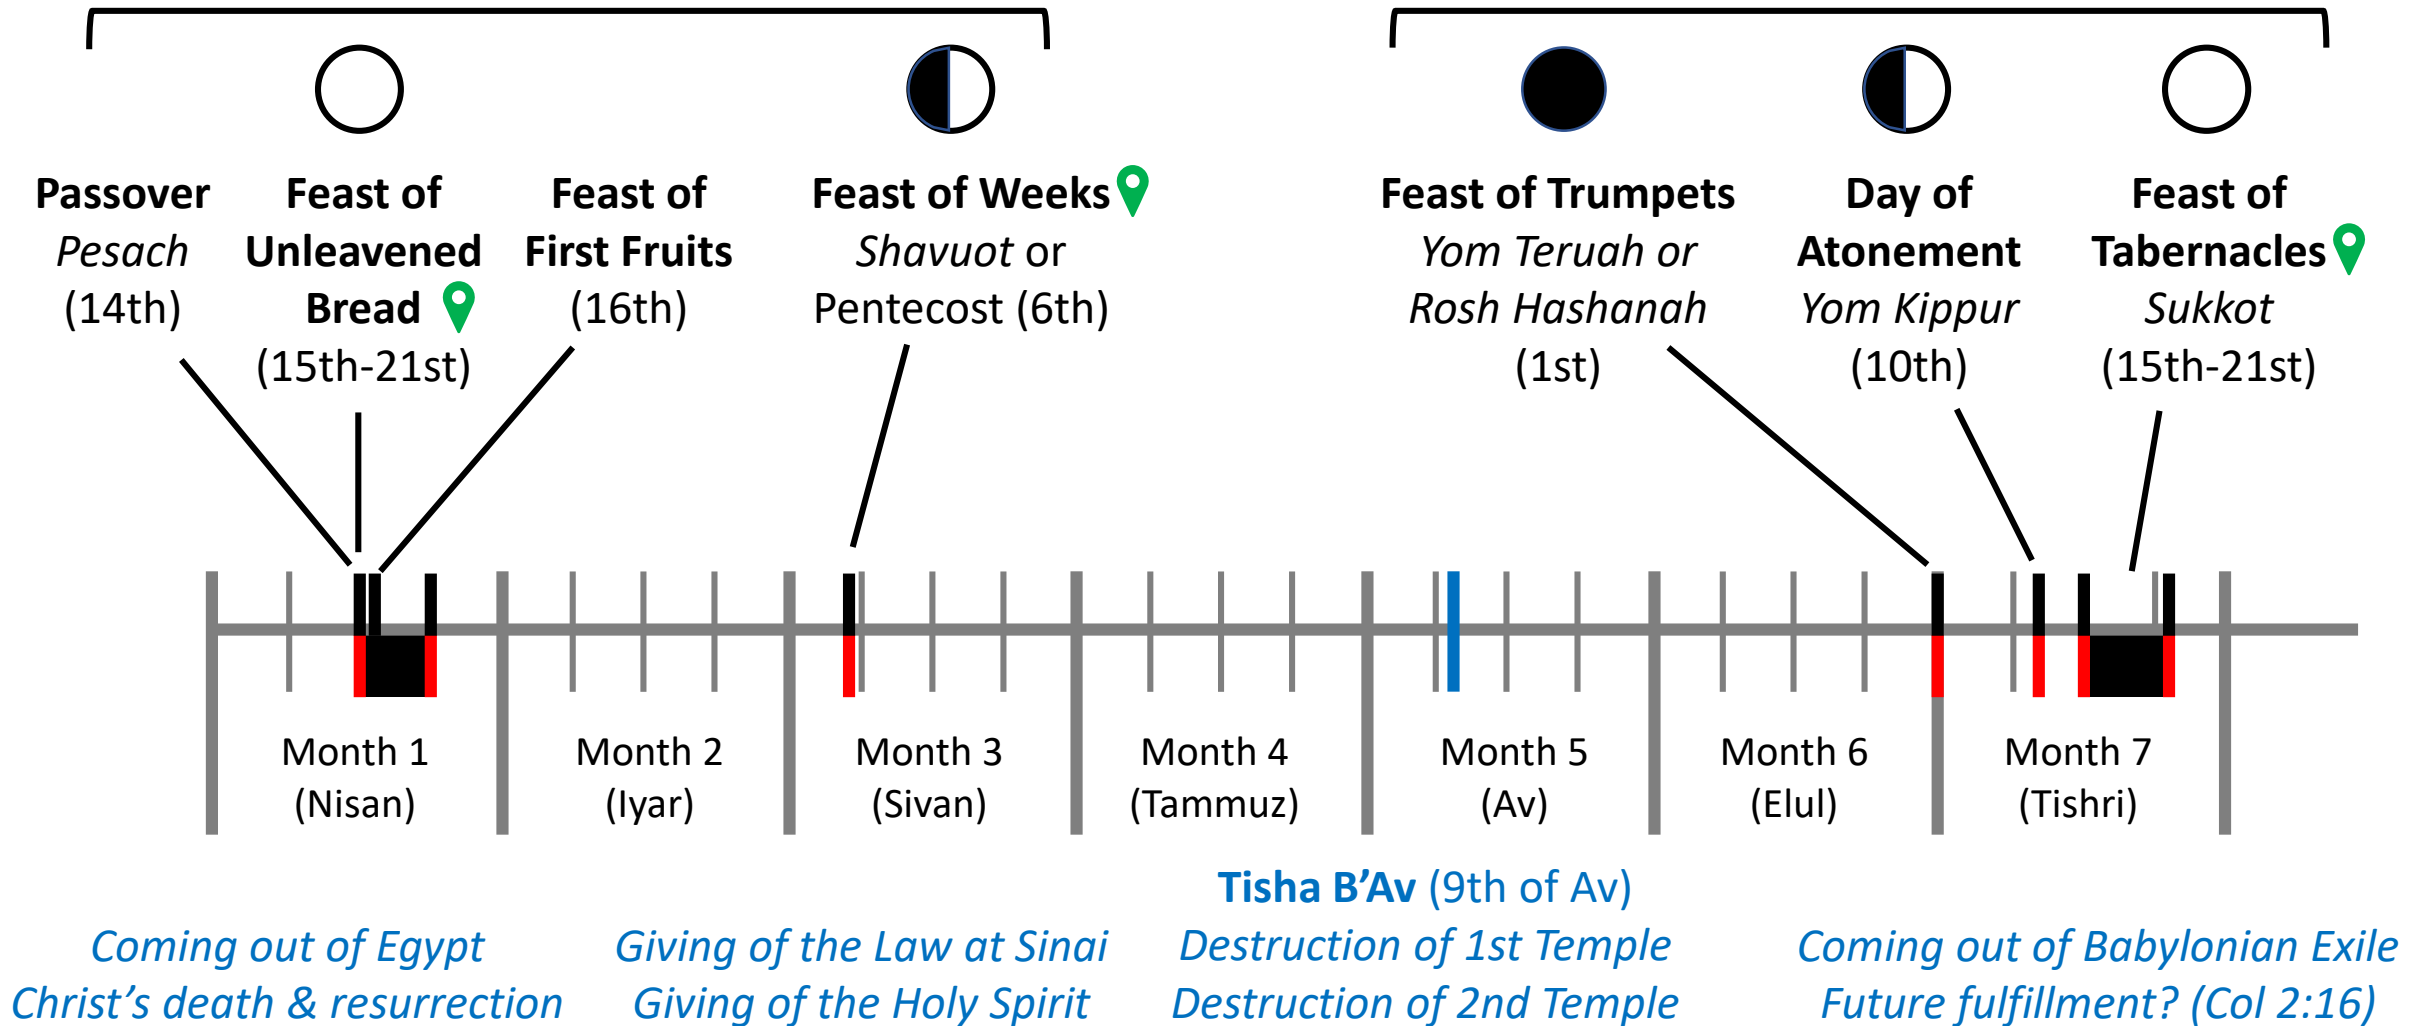 Passover
Pesach
(14th)
Feast of
Unleavened
Bread
(15th-21st)
Feast of
First Fruits
(16th)
Feast of Weeks
Shavuot or
Pentecost (6th)
Feast of Trumpets
Yom Teruah or
Rosh Hashanah
(1st)
Day of
Atonement
Yom Kippur
(10th)
Feast of
Tabernacles
Sukkot
(15th-21st)
Month 1
(Nisan)
Month 2
(Iyar)
Month 3
(Sivan)
Month 4
(Tammuz)
Month 5
(Av)
Month 6
(Elul)
Month 7
(Tishri)
Coming out of Egypt
Christ’s death & resurrection
Giving of the Law at Sinai
Giving of the Holy Spirit
Tisha B’Av (9th of Av)
Destruction of 1st Temple
Destruction of 2nd Temple
Coming out of Babylonian Exile
Future fulfillment? (Col 2:16)